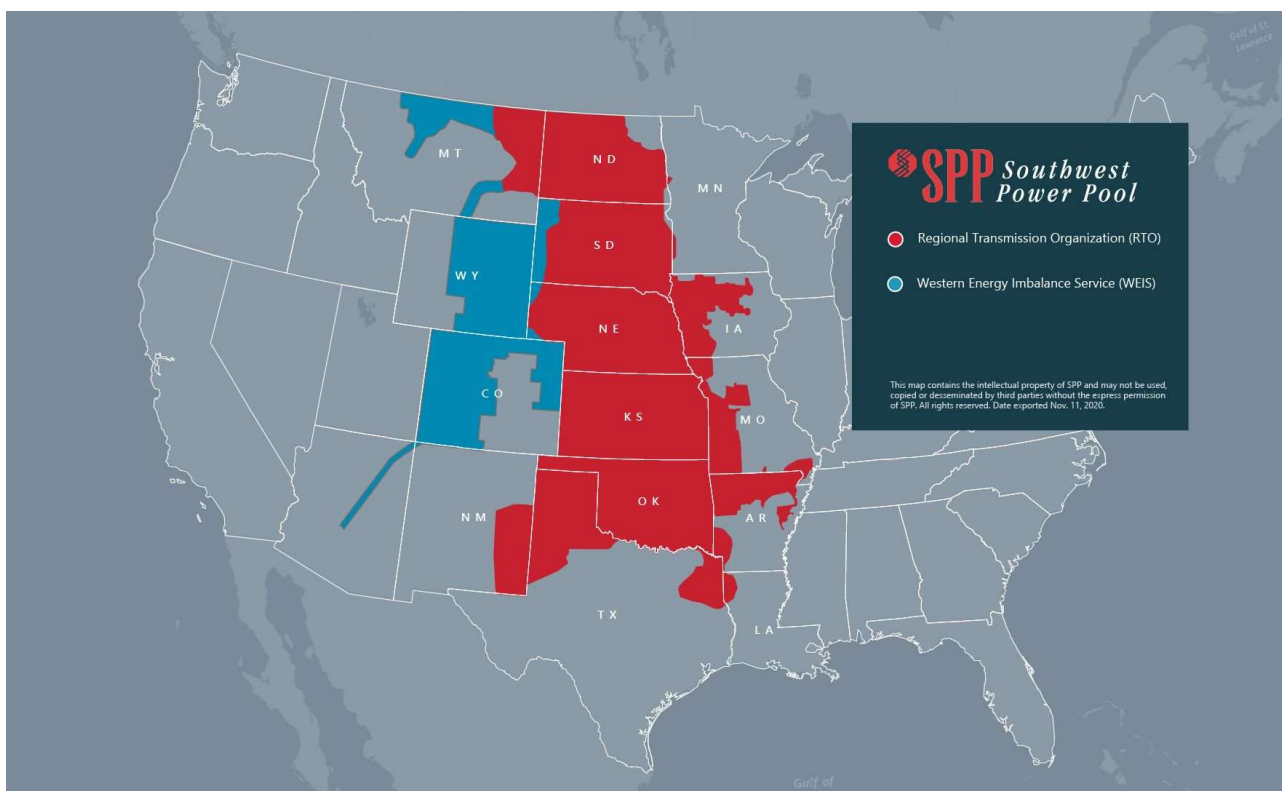 Gulf of St.
Lawrence
MT
ND
MN
SD
WY
NE
IA
CO
KS
MO
OK
NM
AR
TX
LA
SPP Southwest
Power Pool
Regional Transmission Organization (RTO)
Western Energy Imbalance Service (WEIS)
This map contains the intellectual property of SPP and may not be used,
copied or desseminated by third parties without the express permission
of SPP. All rights reserved. Date exported Nov. 11, 2020.
Gulf of